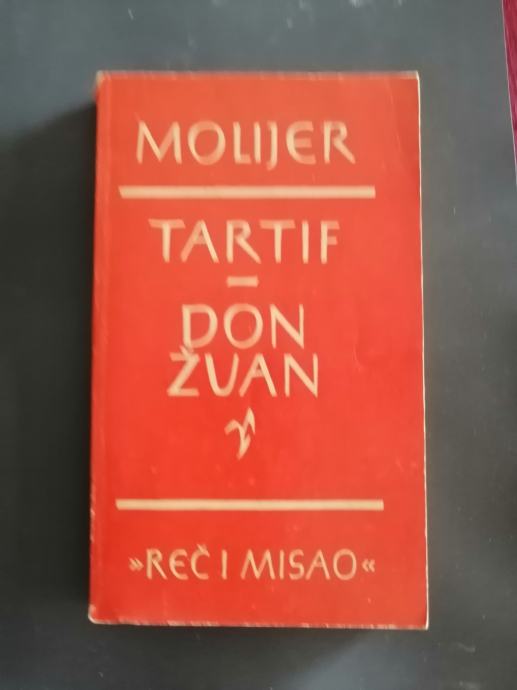 MOLIJER
TARTIF
–
DON
ŽUAN
»REČ I MISAO«